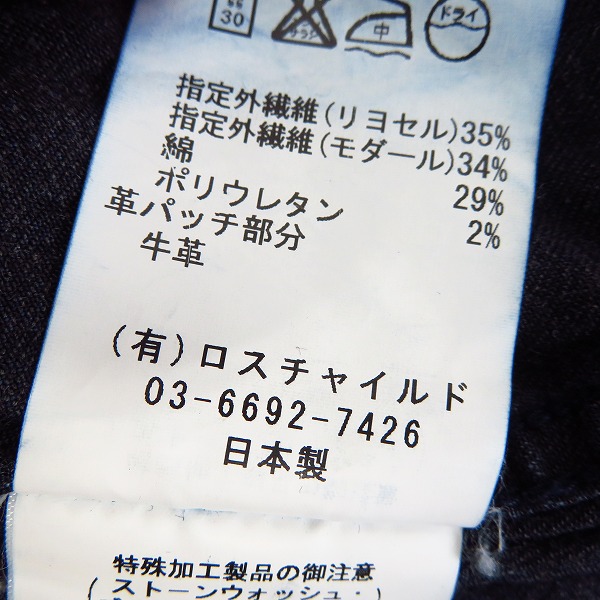 30
ドライ
中
指定外繊維(リヨセル)35%
指定外繊維(モダール)34%
綿 29%
ポリウレタン 2%
革パッチ部分
牛革
(有)ロスチャイルド
03-6692-7426
日本製
特殊加工製品の御注意
(ストーンウォッシュ・)